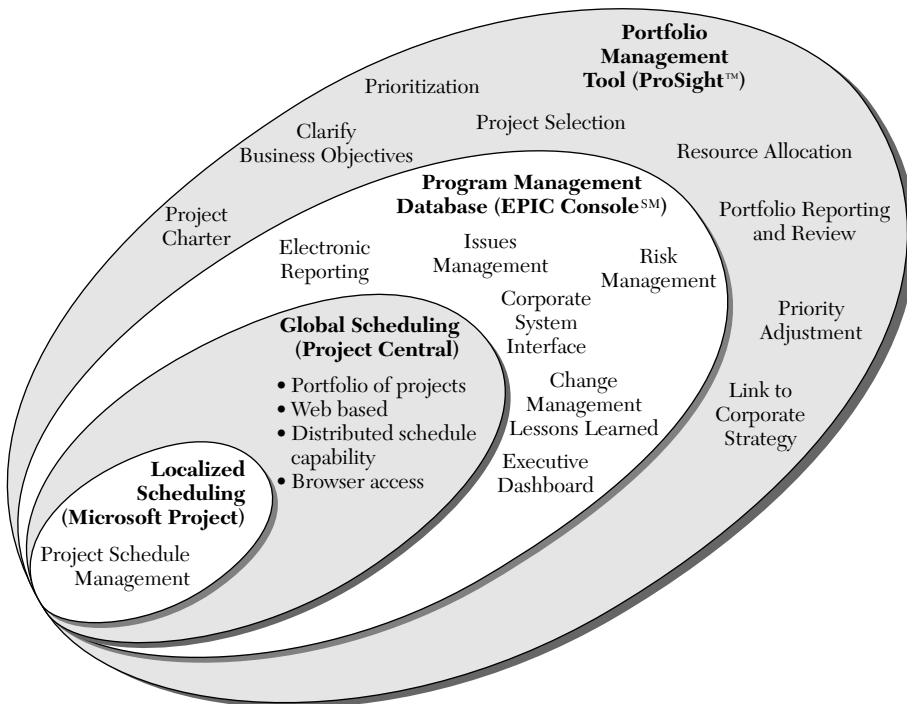 Portfolio
Management
Tool (ProSight™)
Prioritization
Project Selection
Clarify
Business Objectives
Resource Allocation
Project
Charter
Portfolio Reporting
and Review
Priority
Adjustment
Link to
Corporate
Strategy
Program Management
Database (EPIC Console℠)
Electronic
Reporting
Issues
Management
Risk
Management
Corporate
System
Interface
Change
Management
Lessons Learned
Executive
Dashboard
Global Scheduling
(Project Central)
• Portfolio of projects
• Web based
• Distributed schedule
capability
• Browser access
Localized
Scheduling
(Microsoft Project)
Project Schedule
Management